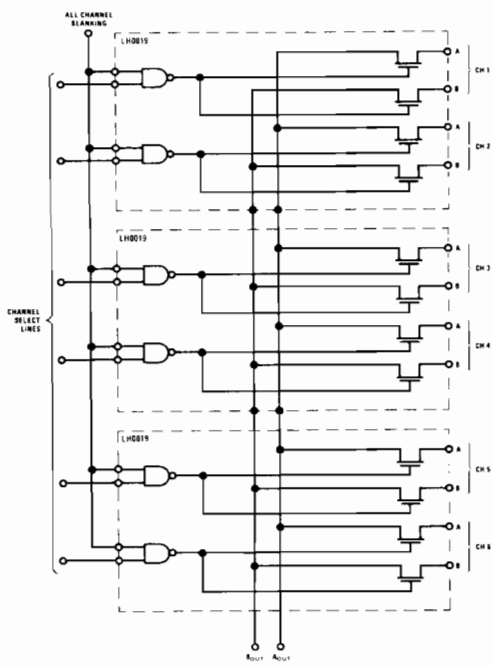 ALL CHANNEL
BLANKING
LH0019
A
CH 1
B
A
CH 2
B
LH0019
A
CH 3
B
CHANNEL
SELECT
LINES
A
CH 4
B
LH0019
A
CH 5
B
A
CH 6
B
BOUT AOUT